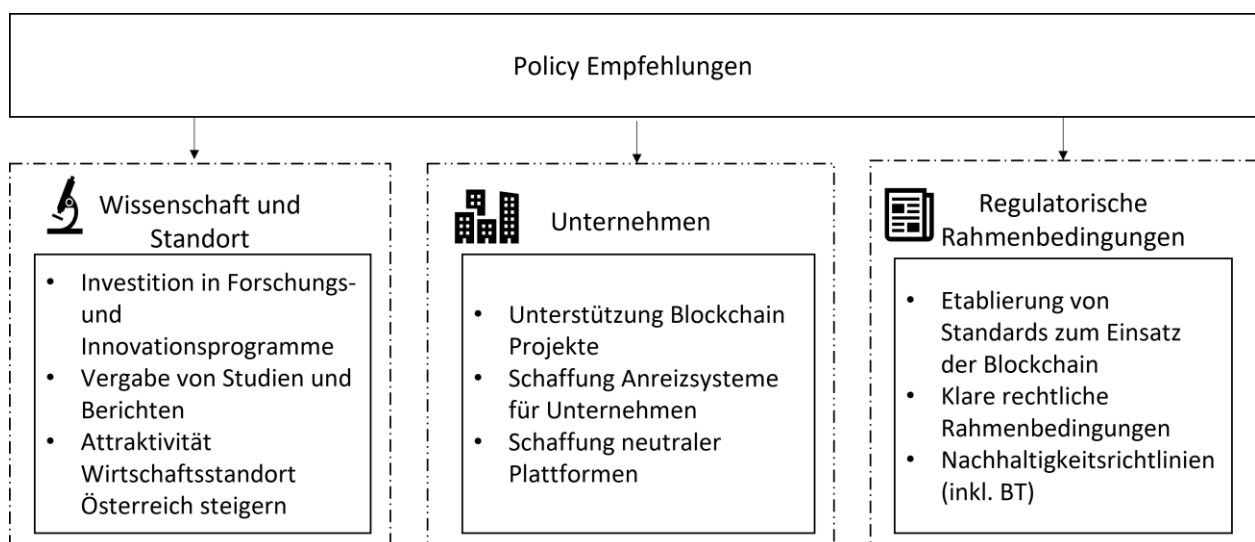 Policy Empfehlungen
Wissenschaft und
Standort
• Investition in Forschungs-
und
Innovationsprogramme
• Vergabe von Studien und
Berichten
• Attraktivität
Wirtschaftsstandort
Österreich steigern
Unternehmen
• Unterstützung Blockchain
Projekte
• Schaffung Anreizsysteme
für Unternehmen
• Schaffung neutraler
Plattformen
Regulatorische
Rahmenbedingungen
• Etablierung von
Standards zum Einsatz
der Blockchain
• Klare rechtliche
Rahmenbedingungen
• Nachhaltigkeitsrichtlinien
(inkl. BT)